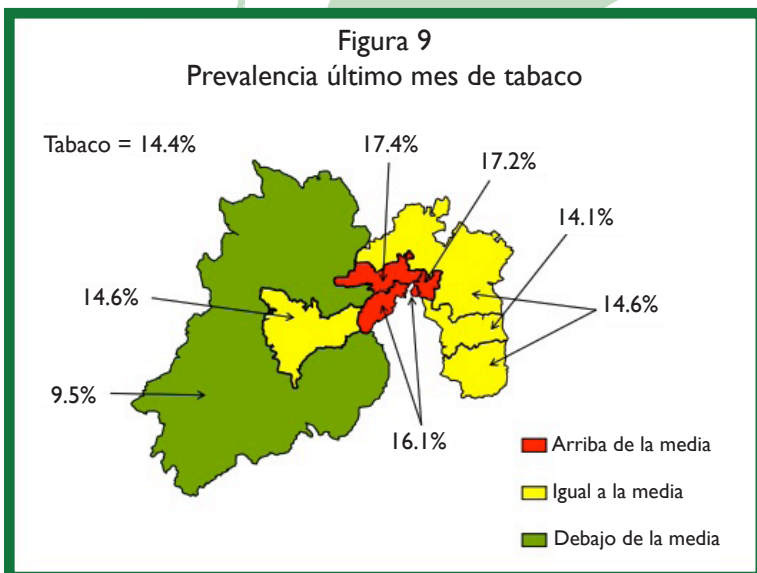 Figura 9
Prevalencia último mes de tabaco
Tabaco = 14.4%
17.4%
17.2%
14.1%
14.6%
14.6%
9.5%
16.1%
Arriba de la media
Igual a la media
Debajo de la media